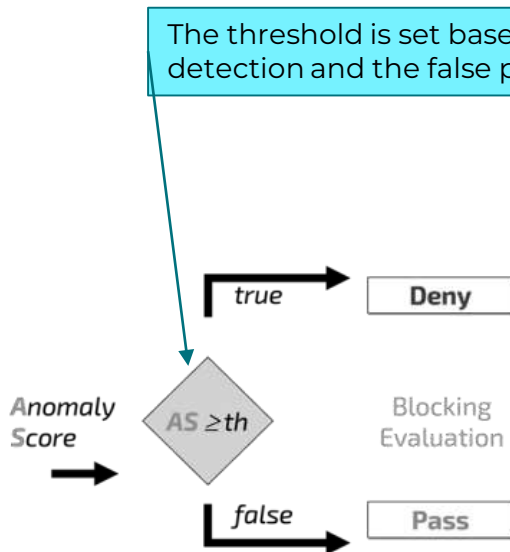 The threshold is set base
detection and the false p
true
Deny
Anomaly
Score
AS ≥th
Blocking
Evaluation
false
Pass